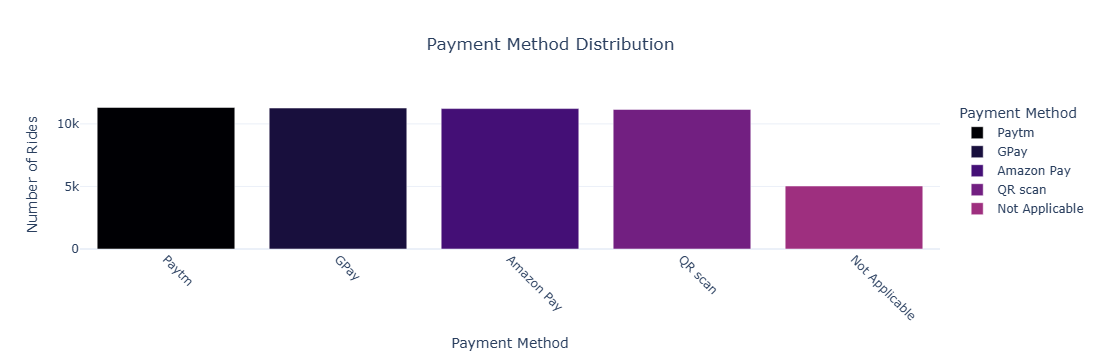 Payment Method Distribution
Number of Rides
10k
5k
0
Paytm
GPay
Amazon Pay
QR scan
Not Applicable
Payment Method
Payment Method
Paytm
GPay
Amazon Pay
QR scan
Not Applicable